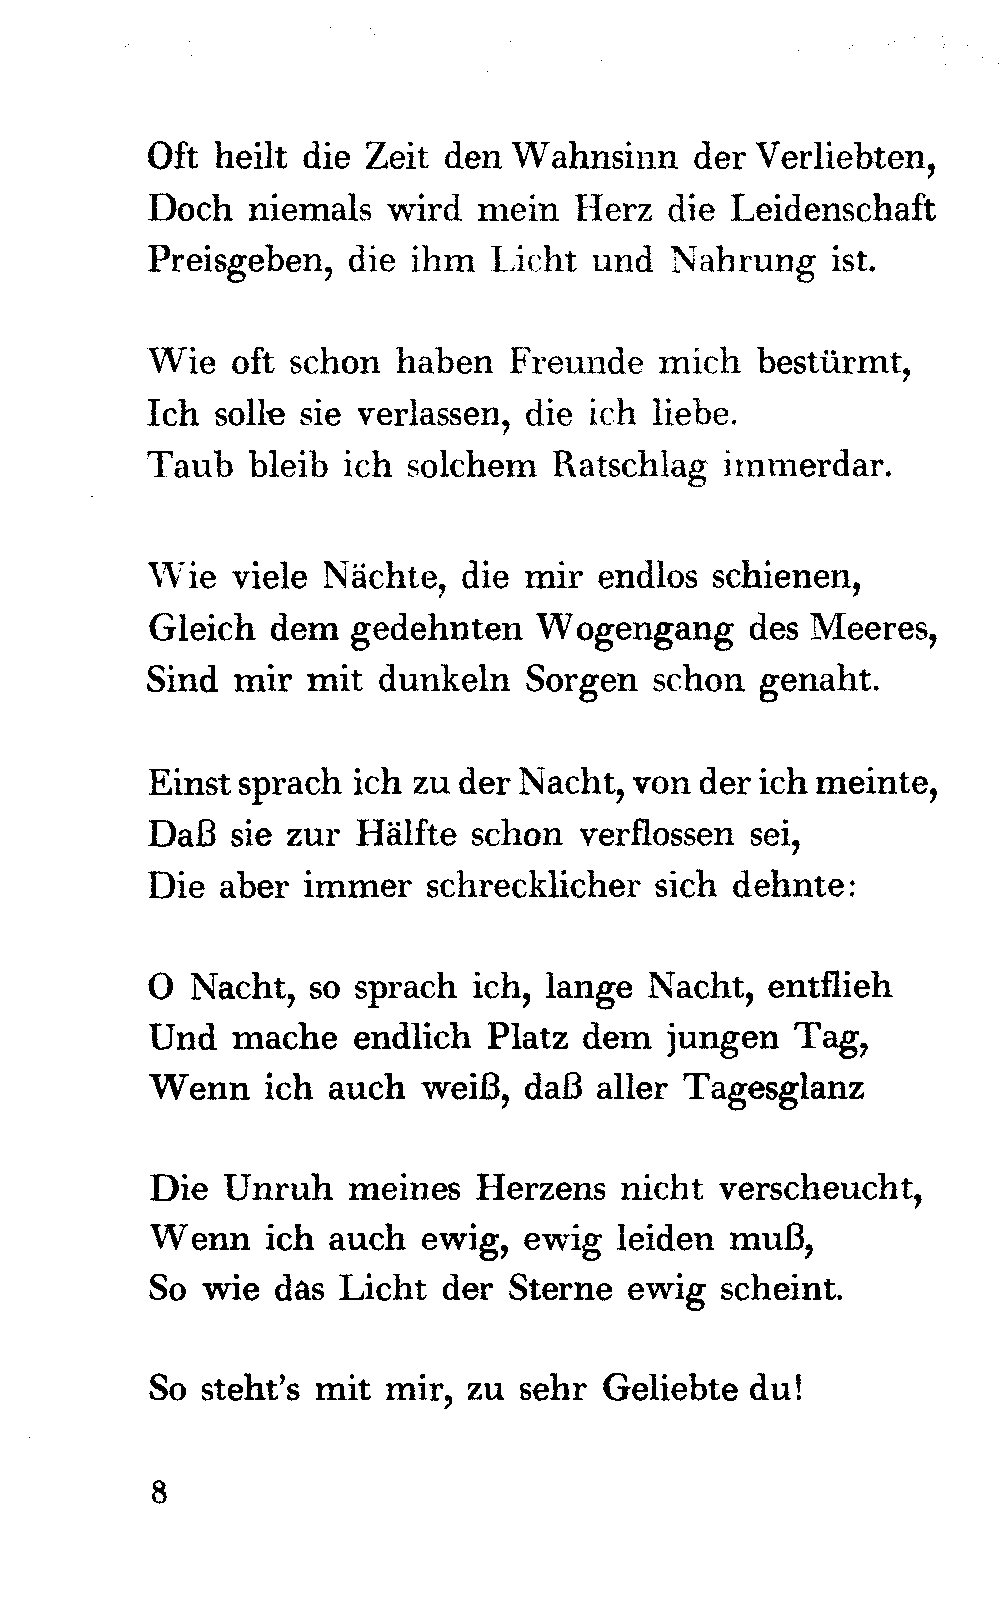 Oft heilt die Zeit den Wahnsinn der Verliebten,
Doch niemals wird mein Herz die Leidenschaft
Preisgeben, die ihm Licht und Nahrung ist.
Wie oft schon haben Freunde mich bestürmt,
Ich solle sie verlassen, die ich liebe.
Taub bleib ich solchem Ratschlag immerdar.
Wie viele Nächte, die mir endlos schienen,
Gleich dem gedehnten Wogengang des Meeres,
Sind mir mit dunkeln Sorgen schon genaht.
Einst sprach ich zu der Nacht, von der ich meinte,
Daß sie zur Hälfte schon verflossen sei,
Die aber immer schrecklicher sich dehnte:
O Nacht, so sprach ich, lange Nacht, entflieh
Und mache endlich Platz dem jungen Tag,
Wenn ich auch weiß, daß aller Tagesglanz
Die Unruh meines Herzens nicht verscheucht,
Wenn ich auch ewig, ewig leiden muß,
So wie das Licht der Sterne ewig scheint.
So steht's mit mir, zu sehr Geliebte du!
8